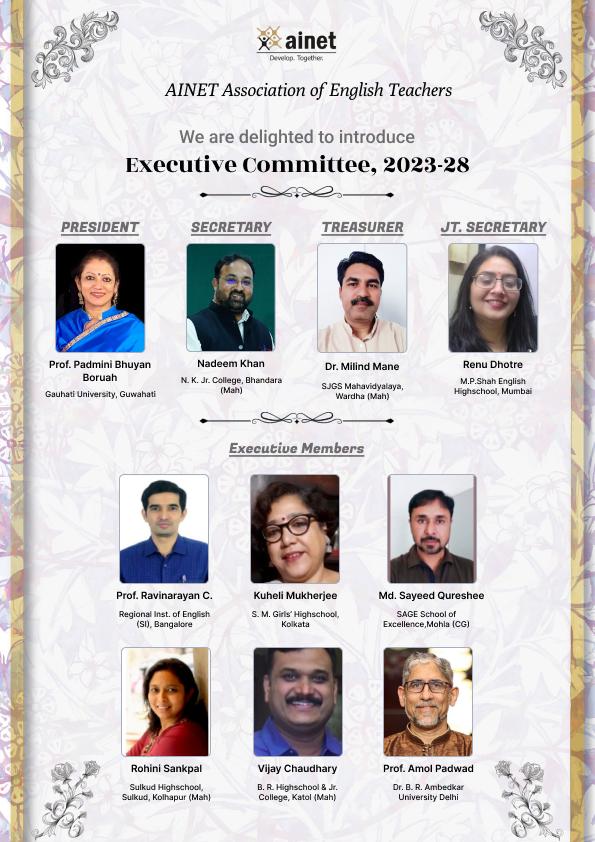 ainet
Develop. Together.
AINET Association of English Teachers
We are delighted to introduce
Executive Committee, 2023-28
PRESIDENT
SECRETARY
TREASURER
JT. SECRETARY
Prof. Padmini Bhuyan
Boruah
Gauhati University, Guwahati
Nadeem Khan
N. K. Jr. College, Bhandara
(Mah)
Dr. Milind Mane
SJGS Mahavidyalaya,
Wardha (Mah)
Renu Dhotre
M.P.Shah English
Highschool, Mumbai
Executive Members
Prof. Ravinarayan C.
Regional Inst. of English
(SI), Bangalore
Kuheli Mukherjee
S. M. Girls' Highschool,
Kolkata
Md. Sayeed Qureshee
SAGE School of
Excellence,Mohla (CG)
Rohini Sankpal
Sulkud Highschool,
Sulkud, Kolhapur (Mah)
Vijay Chaudhary
B. R. Highschool & Jr.
College, Katol (Mah)
Prof. Amol Padwad
Dr. B. R. Ambedkar
University Delhi